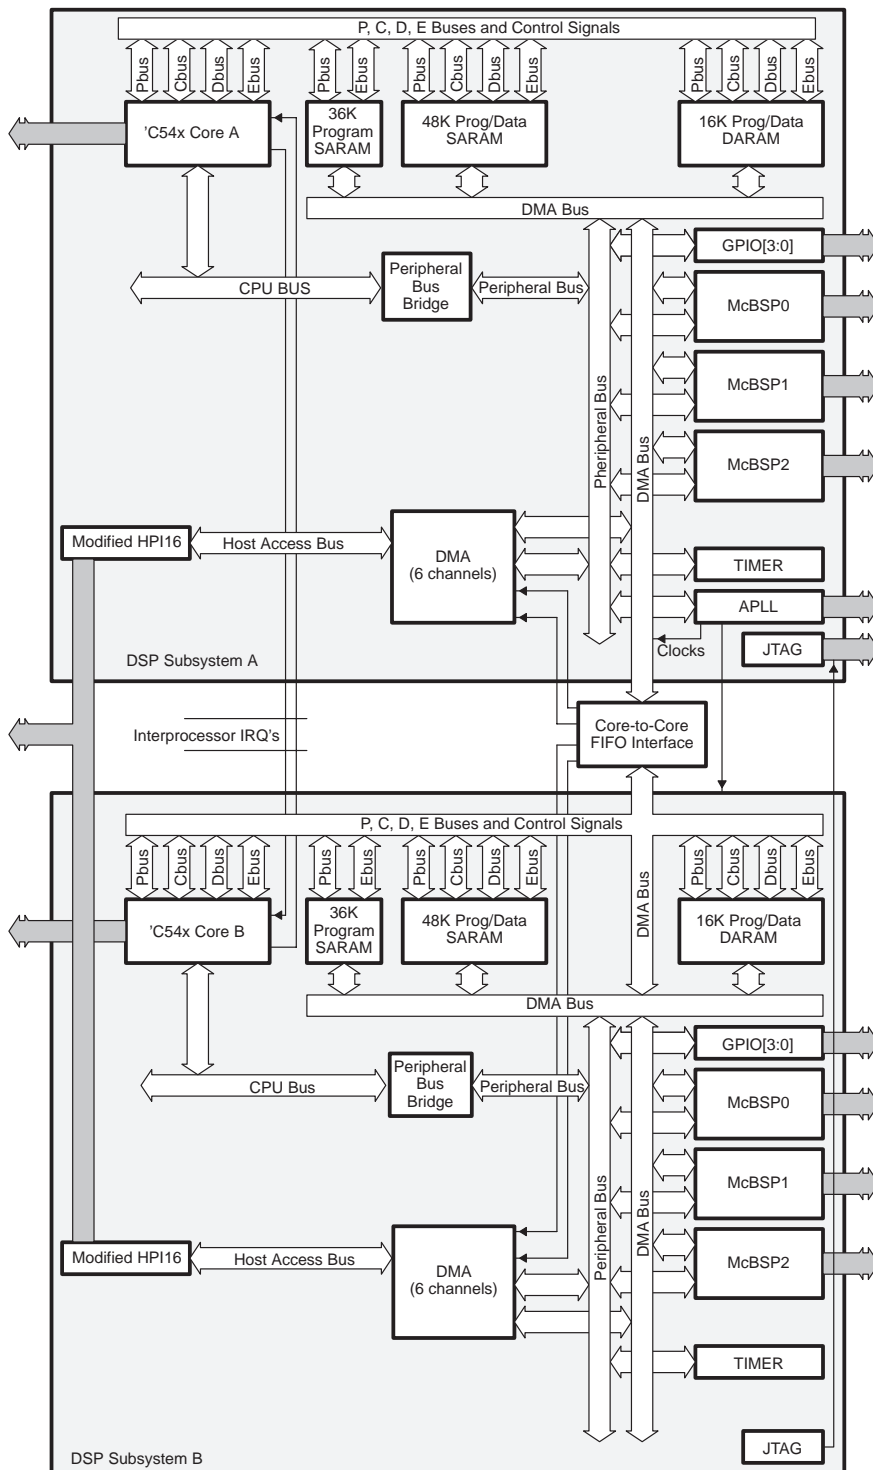 P, C, D, E Buses and Control Signals
Pbus
Cbus
Dbus
Ebus
Pbus
Ebus
Pbus
Cbus
Dbus
Ebus
Pbus
Cbus
Dbus
Ebus
'C54x Core A
36K
Program
SARAM
48K Prog/Data
SARAM
16K Prog/Data
DARAM
DMA Bus
GPIO[3:0]
CPU BUS
Peripheral
Bus
Bridge
Peripheral Bus
McBSP0
McBSP1
Pheripheral Bus
DMA Bus
McBSP2
Modified HPI16
Host Access Bus
DMA
(6 channels)
TIMER
APLL
Clocks
JTAG
DSP Subsystem A
Interprocessor IRQ's
Core-to-Core
FIFO Interface
P, C, D, E Buses and Control Signals
Pbus
Cbus
Dbus
Ebus
Pbus
Ebus
Pbus
Cbus
Dbus
Ebus
DMA Bus
Pbus
Cbus
Dbus
Ebus
'C54x Core B
36K
Program
SARAM
48K Prog/Data
SARAM
16K Prog/Data
DARAM
DMA Bus
GPIO[3:0]
CPU Bus
Peripheral
Bus
Bridge
Peripheral Bus
McBSP0
McBSP1
Peripheral Bus
DMA Bus
McBSP2
Modified HPI16
Host Access Bus
DMA
(6 channels)
TIMER
JTAG
DSP Subsystem B